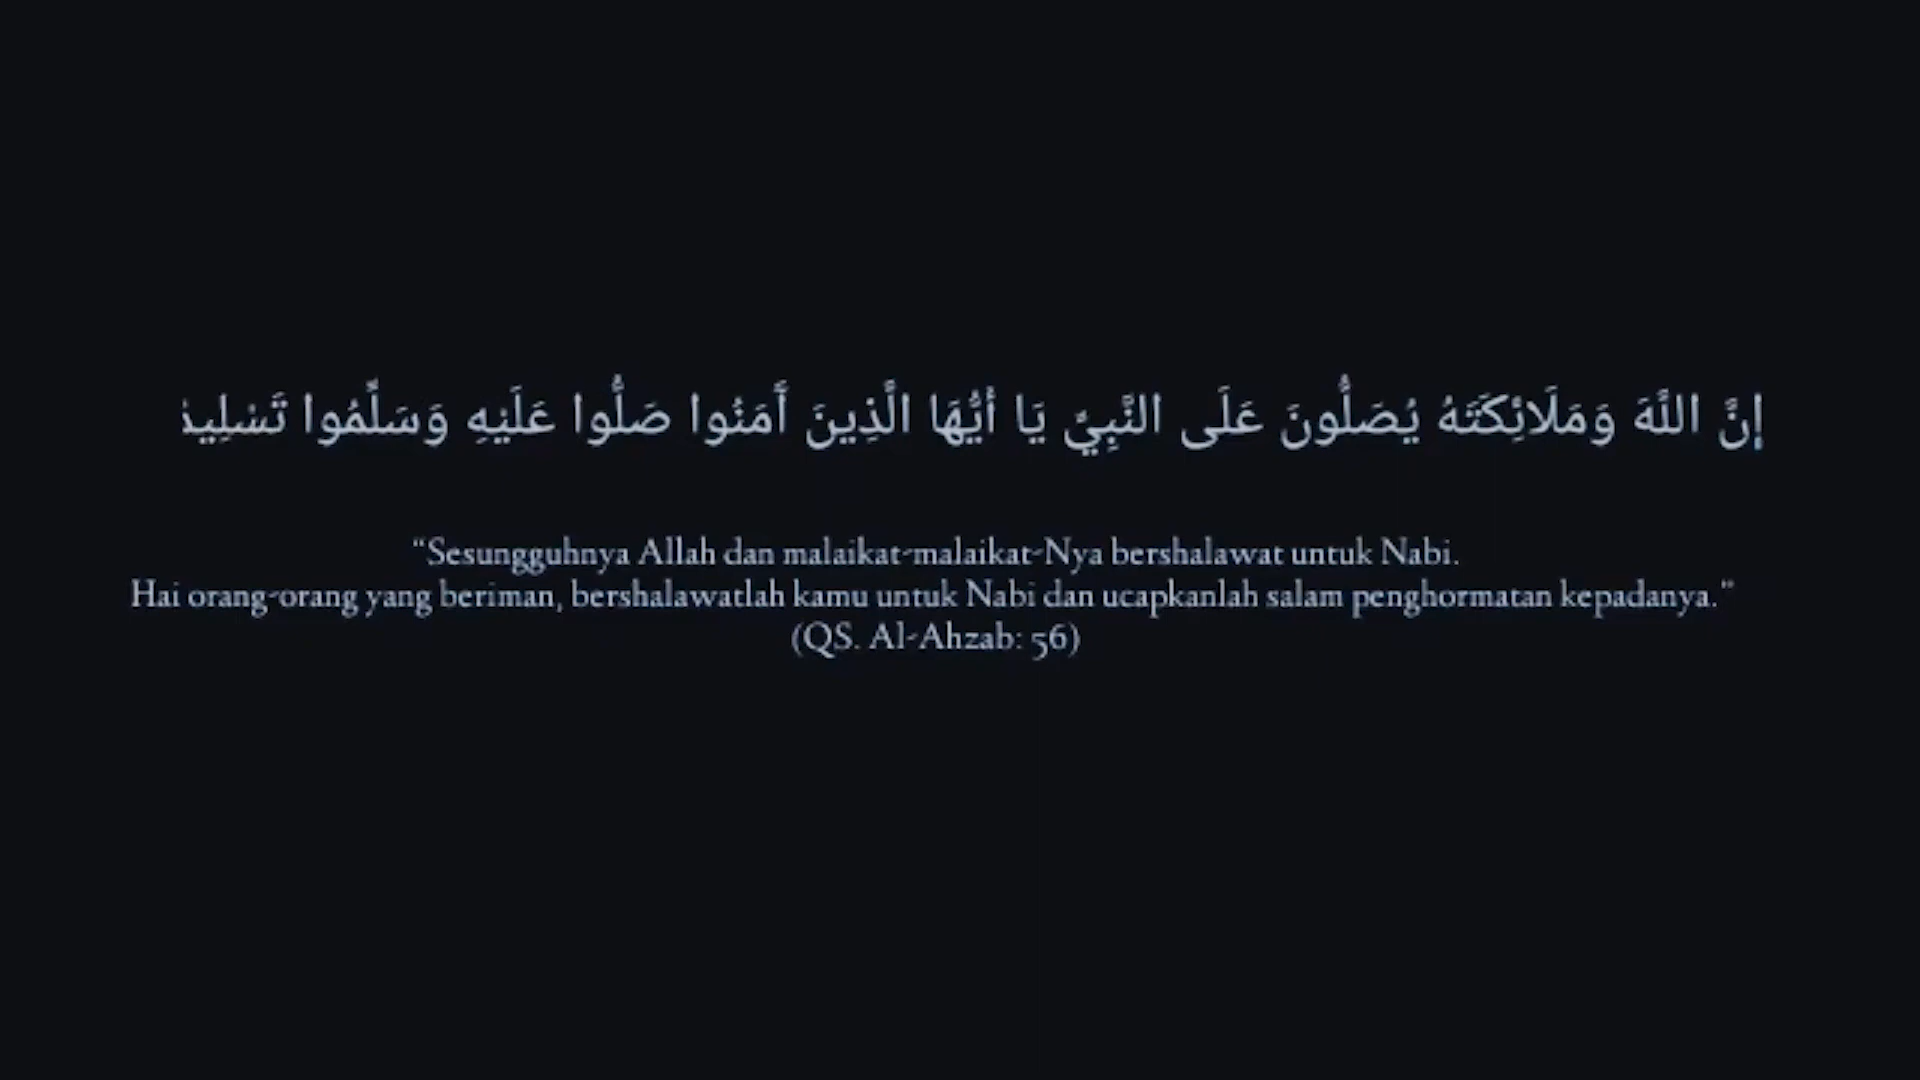 إِنَّ اللَّهَ وَمَلَائِكَتَهُ يُصَلُّونَ عَلَى النَّبِيِّ يَا أَيُّهَا الَّذِينَ آَمَنُوا صَلُّوا عَلَيْهِ وَسَلِّمُوا
“Sesungguhnya Allah dan malaikat-malaikat-Nya bershalawat untuk Nabi.
Hai orang-orang yang beriman, bershalawatlah kamu untuk Nabi dan ucapkanlah salam penghormatan kepadanya.”
(QS. Al-Ahzab: 56)